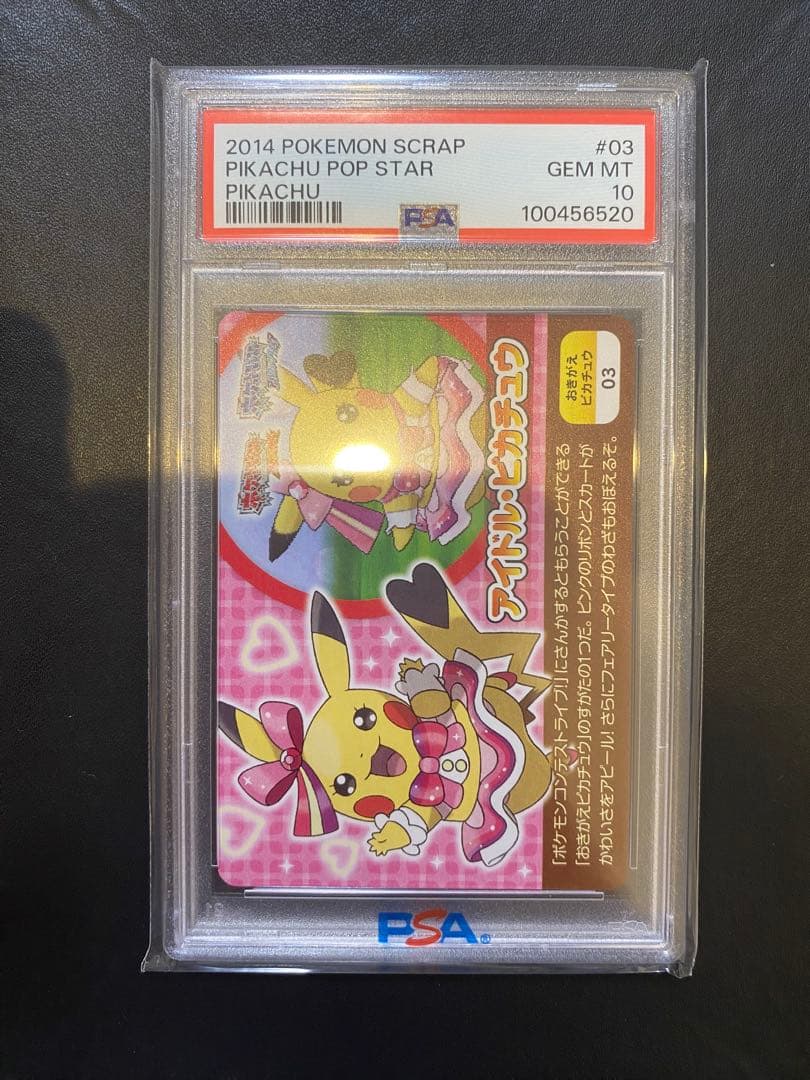 2014 POKEMON SCRAP #03
PIKACHU POP STAR GEM MT
PIKACHU 10
PSA 100456520
アイドル・ピカチュウ
おきがえ
ピカチュウ
03
「ポケモンコンテストライブ!」にさんかするともらうことができる
「おきがえピカチュウ」のすがたの1つだ。ピンクのリボンとスカートが
かわいさをアピール! さらにフェアリータイプのわざもおぼえるぞ。
PSA®